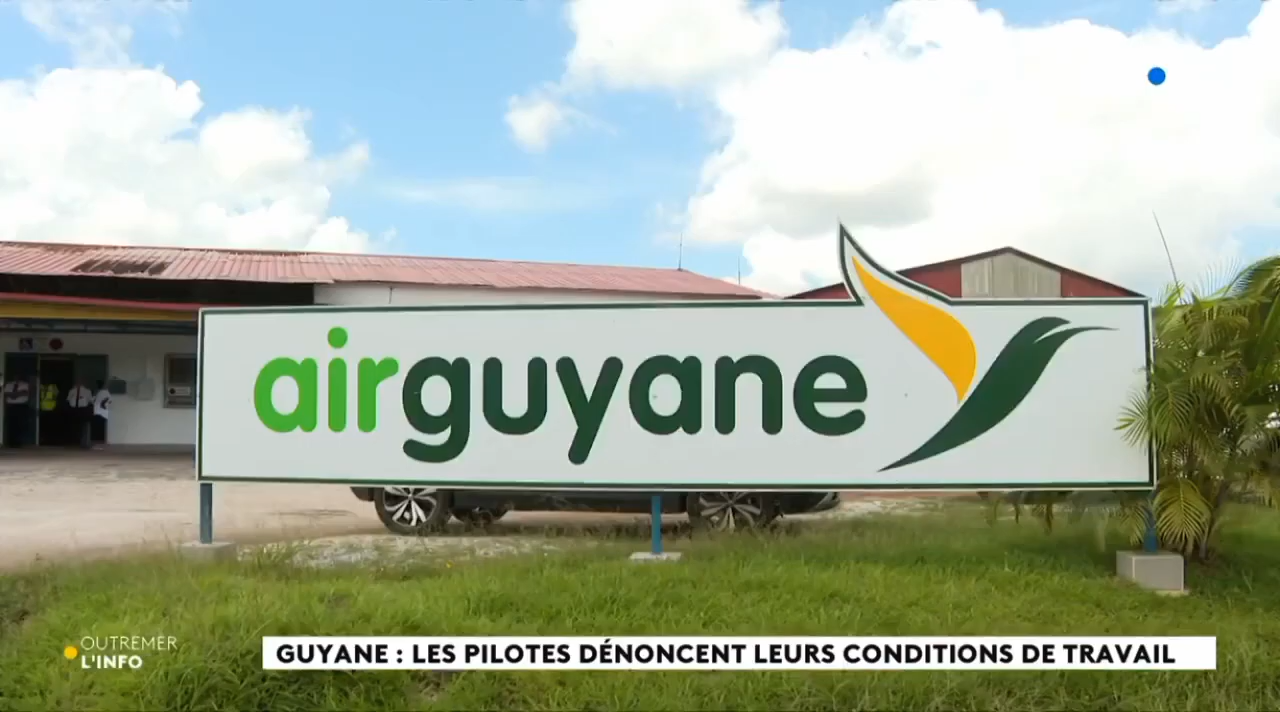 airguyane
OUTREMER
L'INFO
GUYANE : LES PILOTES DÉNONCENT LEURS CONDITIONS DE TRAVAIL